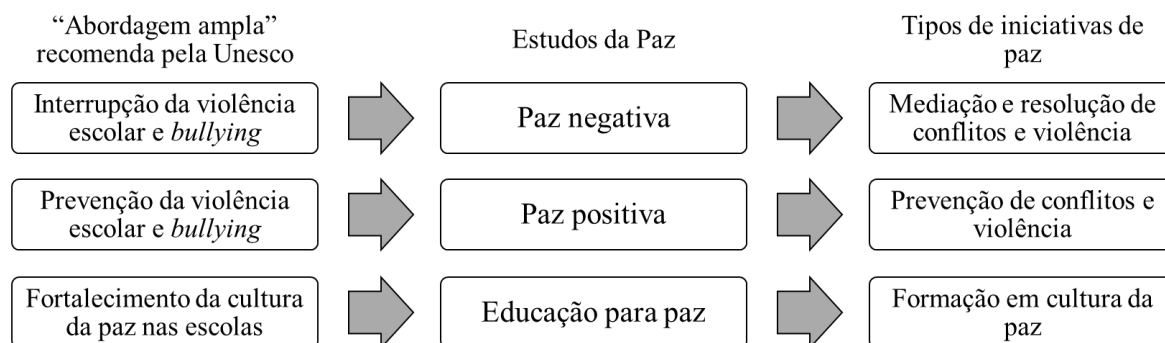 “Abordagem ampla”
recomenda pela Unesco
Estudos da Paz
Tipos de iniciativas de
paz
Interrupção da violência
escolar e bullying
Paz negativa
Mediação e resolução de
conflitos e violência
Prevenção da violência
escolar e bullying
Paz positiva
Prevenção de conflitos e
violência
Fortalecimento da cultura
da paz nas escolas
Educação para paz
Formação em cultura da
paz